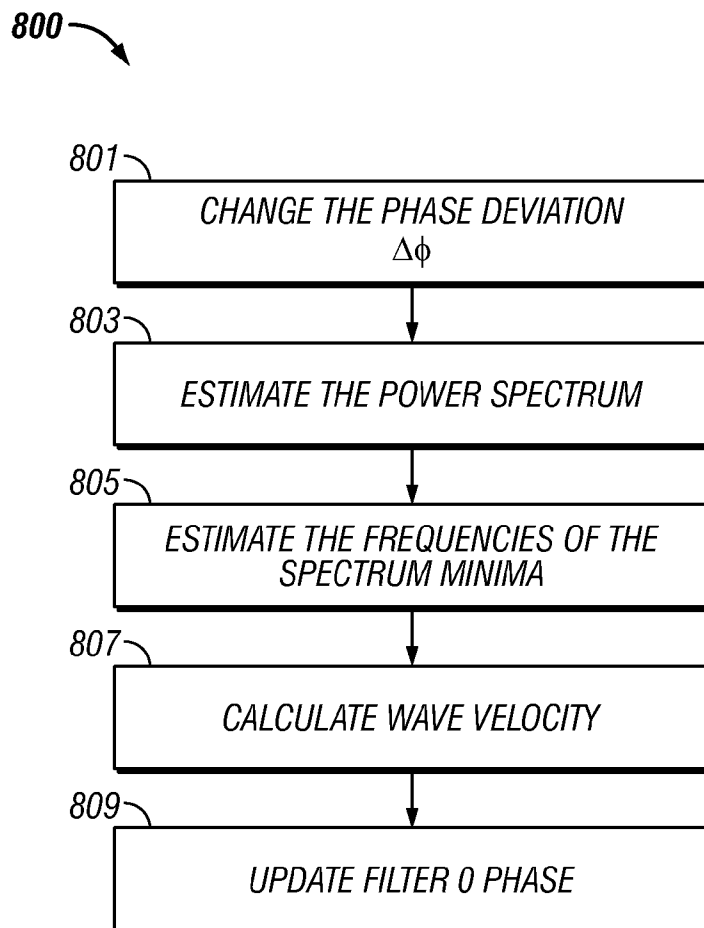 800
801
CHANGE THE PHASE DEVIATION
Δϕ
803
ESTIMATE THE POWER SPECTRUM
805
ESTIMATE THE FREQUENCIES OF THE
SPECTRUM MINIMA
807
CALCULATE WAVE VELOCITY
809
UPDATE FILTER 0 PHASE